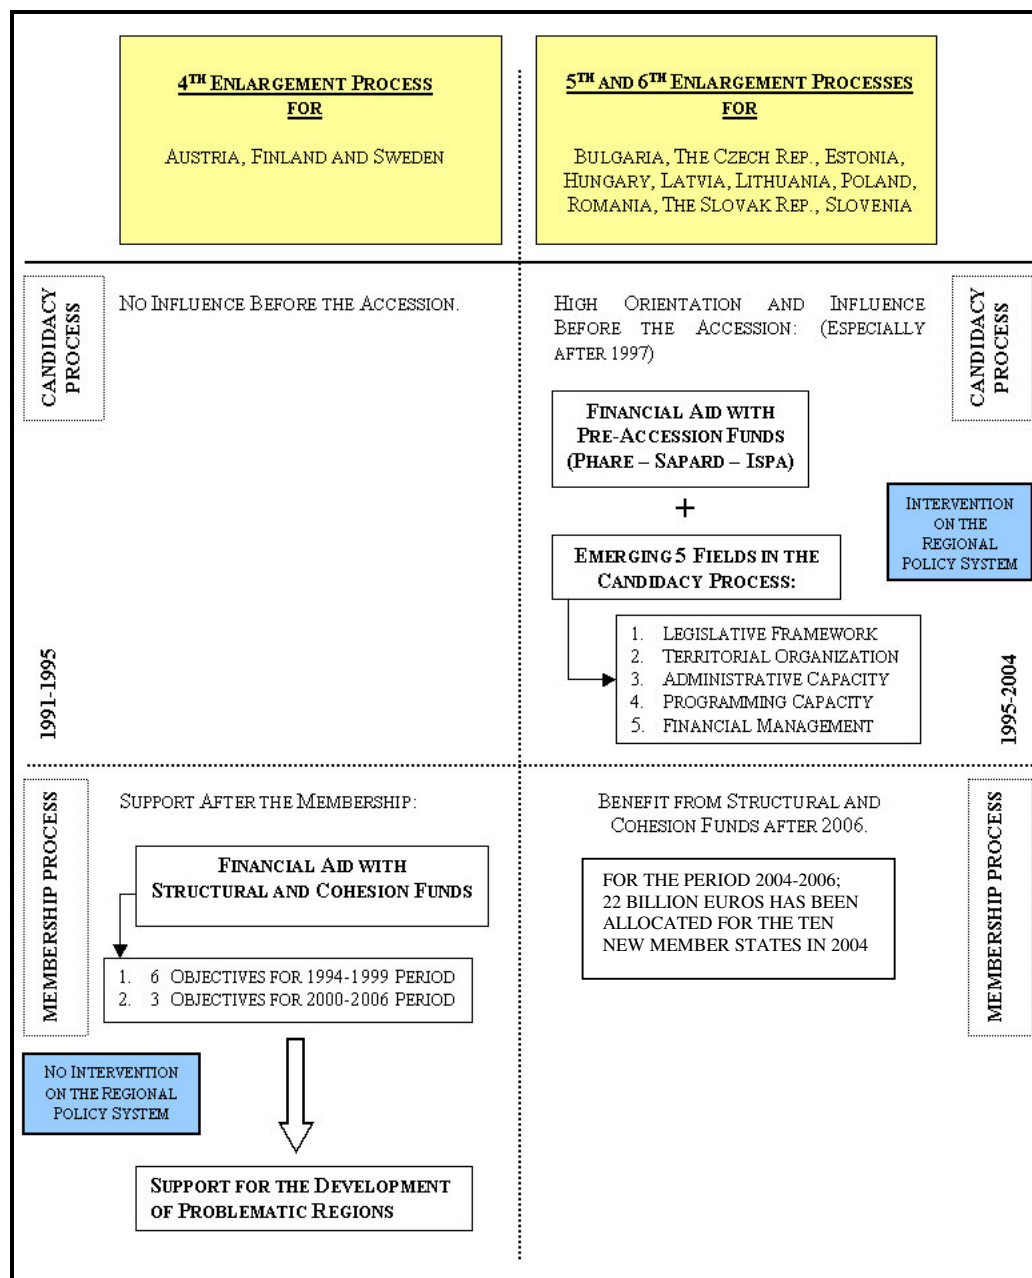 4TH ENLARGEMENT PROCESS
FOR
AUSTRIA, FINLAND AND SWEDEN
5TH AND 6TH ENLARGEMENT PROCESSES
FOR
BULGARIA, THE CZECH REP., ESTONIA,
HUNGARY, LATVIA, LITHUANIA, POLAND,
ROMANIA, THE SLOVAK REP., SLOVENIA
CANDIDACY
PROCESS
NO INFLUENCE BEFORE THE ACCESSION.
HIGH ORIENTATION AND INFLUENCE
BEFORE THE ACCESSION: (ESPECIALLY
AFTER 1997)
CANDIDACY
PROCESS
FINANCIAL AID WITH
PRE-ACCESSION FUNDS
(PHARE – SAPARD – ISPA)
+
INTERVENTION
ON THE
REGIONAL
POLICY SYSTEM
EMERGING 5 FIELDS IN THE
CANDIDACY PROCESS:
1. LEGISLATIVE FRAMEWORK
2. TERRITORIAL ORGANIZATION
3. ADMINISTRATIVE CAPACITY
4. PROGRAMMING CAPACITY
5. FINANCIAL MANAGEMENT
1991-1995
1995-2004
MEMBERSHIP PROCESS
SUPPORT AFTER THE MEMBERSHIP:
FINANCIAL AID WITH
STRUCTURAL AND COHESION FUNDS
1. 6 OBJECTIVES FOR 1994-1999 PERIOD
2. 3 OBJECTIVES FOR 2000-2006 PERIOD
NO INTERVENTION
ON THE REGIONAL
POLICY SYSTEM
SUPPORT FOR THE DEVELOPMENT
OF PROBLEMATIC REGIONS
BENEFIT FROM STRUCTURAL AND
COHESION FUNDS AFTER 2006.
FOR THE PERIOD 2004-2006;
22 BILLION EUROS HAS BEEN
ALLOCATED FOR THE TEN
NEW MEMBER STATES IN 2004
MEMBERSHIP PROCESS